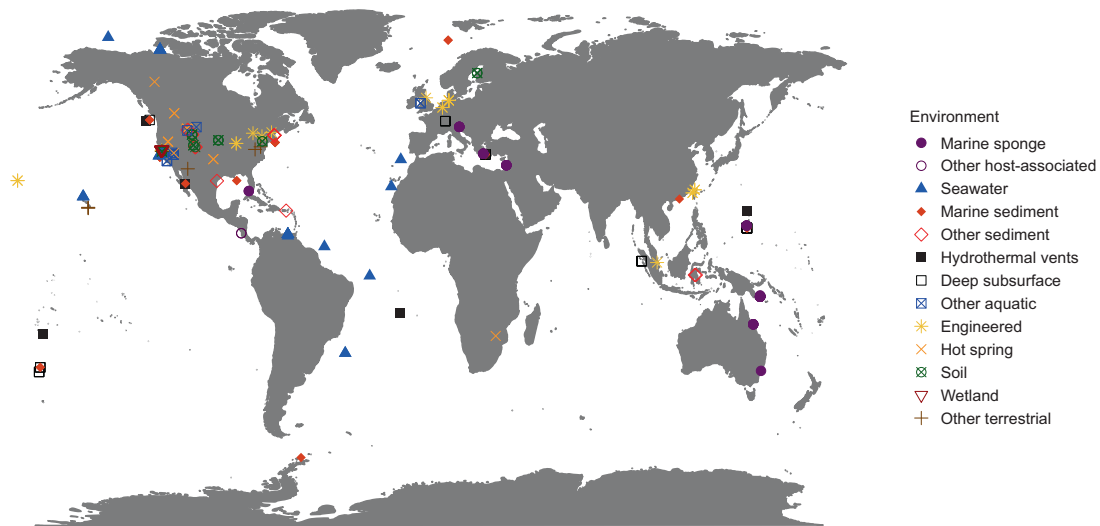 Environment
Marine sponge
Other host-associated
Seawater
Marine sediment
Other sediment
Hydrothermal vents
Deep subsurface
Other aquatic
Engineered
Hot spring
Soil
Wetland
Other terrestrial